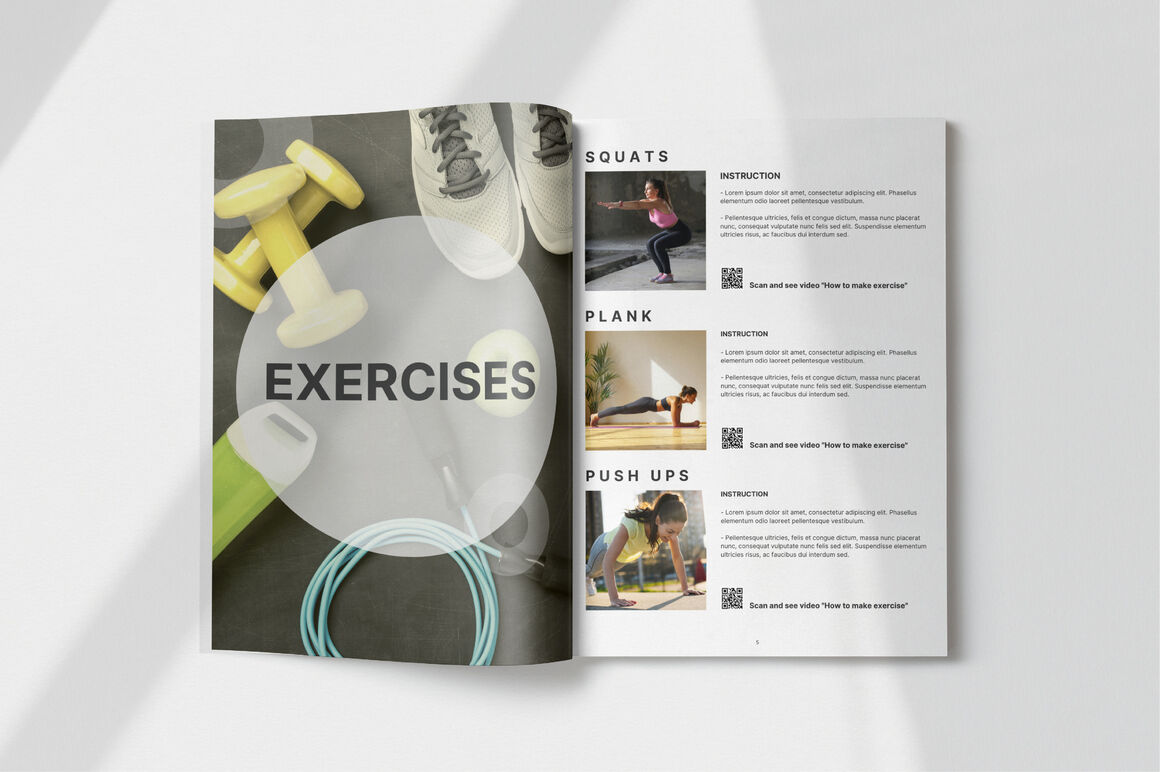 EXERCISES
SQUATS
INSTRUCTION
- Lorem ipsum dolor sit amet, consectetur adipiscing elit. Phasellus
elementum odio laoreet pellentesque vestibulum.
- Pellentesque ultricies, felis et congue dictum, massa nunc placerat
nunc, consequat vulputate nunc felis sed elit. Suspendisse elementum
ultricies risus, ac faucibus dui interdum sem.
Scan and see video "How to make exercise"
PLANK
INSTRUCTION
- Lorem ipsum dolor sit amet, consectetur adipiscing elit. Phasellus
elementum odio laoreet pellentesque vestibulum.
- Pellentesque ultricies, felis et congue dictum, massa nunc placerat
nunc, consequat vulputate nunc felis sed elit. Suspendisse elementum
ultricies risus, ac faucibus dui interdum sem.
Scan and see video "How to make exercise"
PUSH UPS
INSTRUCTION
- Lorem ipsum dolor sit amet, consectetur adipiscing elit. Phasellus
elementum odio laoreet pellentesque vestibulum.
- Pellentesque ultricies, felis et congue dictum, massa nunc placerat
nunc, consequat vulputate nunc felis sed elit. Suspendisse elementum
ultricies risus, ac faucibus dui interdum sem.
Scan and see video "How to make exercise"
5